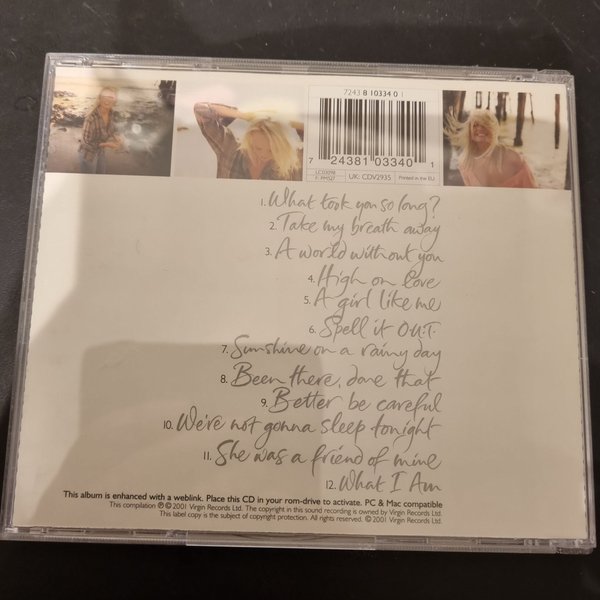 7243 8 10334 0 1
7 24381 03340 1
LC03098
F: PM527
UK: CDV2935
Printed in the EU
1. What took you so long?
2. Take my breath away
3. A world without you
4. High on love
5. A girl like me
6. Spell it OUT.
7. Sunshine on a rainy day
8. Been there, done that
9. Better be careful
10. We're not gonna sleep tonight
11. She was a friend of mine
12. What I Am
This album is enhanced with a weblink. Place this CD in your rom-drive to activate. PC & Mac compatible
This compilation ℗ © 2001 Virgin Records Ltd. The copyright in this sound recording is owned by Virgin Records Ltd.
This label copy is the subject of copyright protection. All rights reserved. © 2001 Virgin Records Ltd.